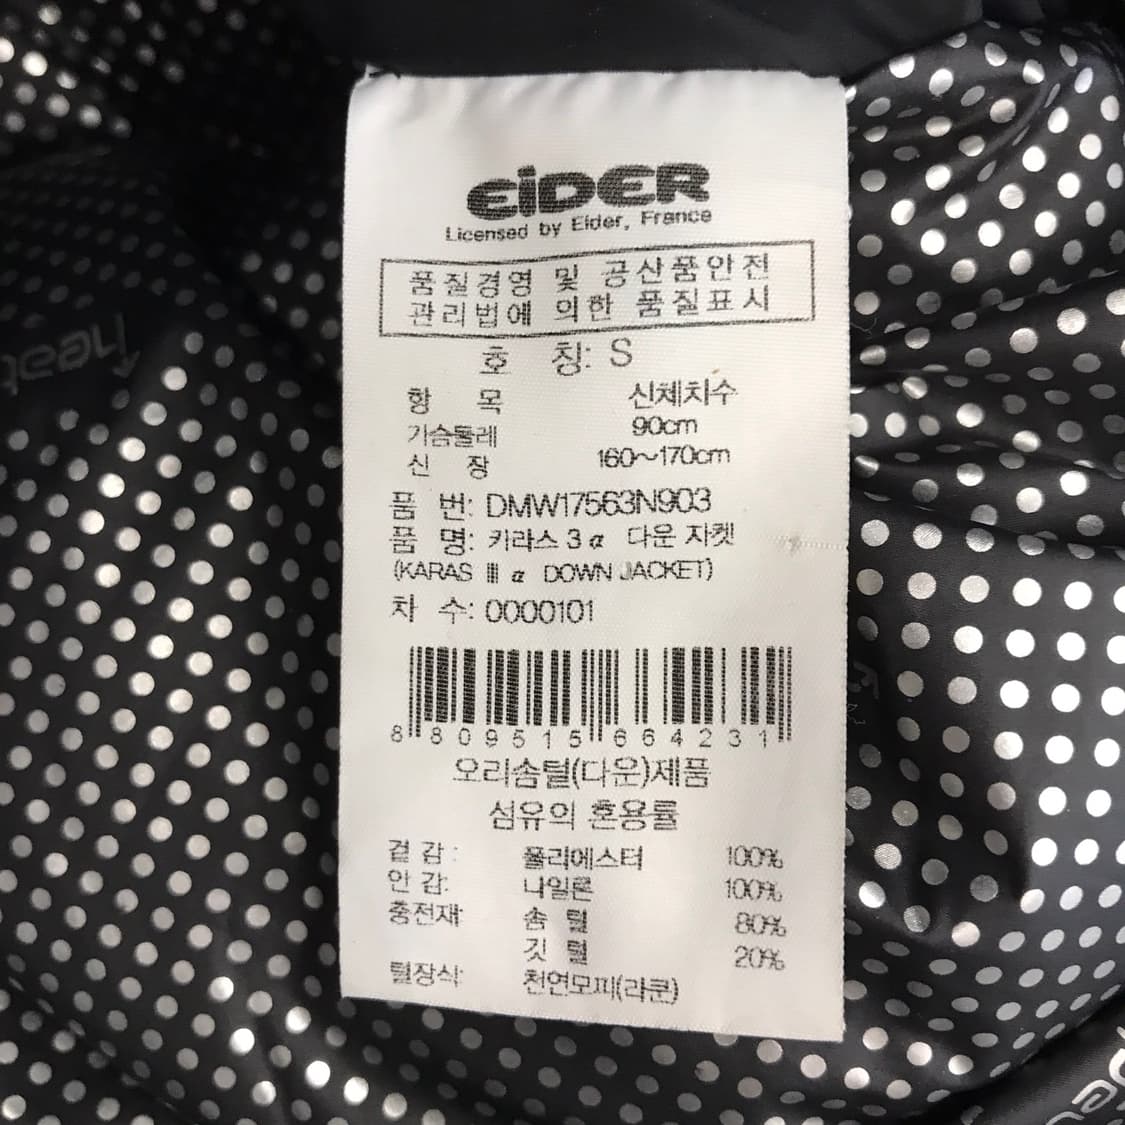 EiDER
Licensed by Eider, France
품질경영 및 공산품안전
관리법에 의한 품질표시
호 칭: S
항 목 신체치수
가슴둘레 90cm
신 장 160~170cm
품 번: DMW17563N903
품 명: 키라스 3 α 다운 자켓
(KARAS Ⅲ α DOWN JACKET)
차 수: 0000101
8 809515 664231
오리솜털(다운)제품
섬유의 혼용률
겉 감 : 폴리에스터 100%
안 감: 나일론 100%
충전재: 솜 털 80%
깃 털 20%
털장식: 천연모피(라쿤)
heat